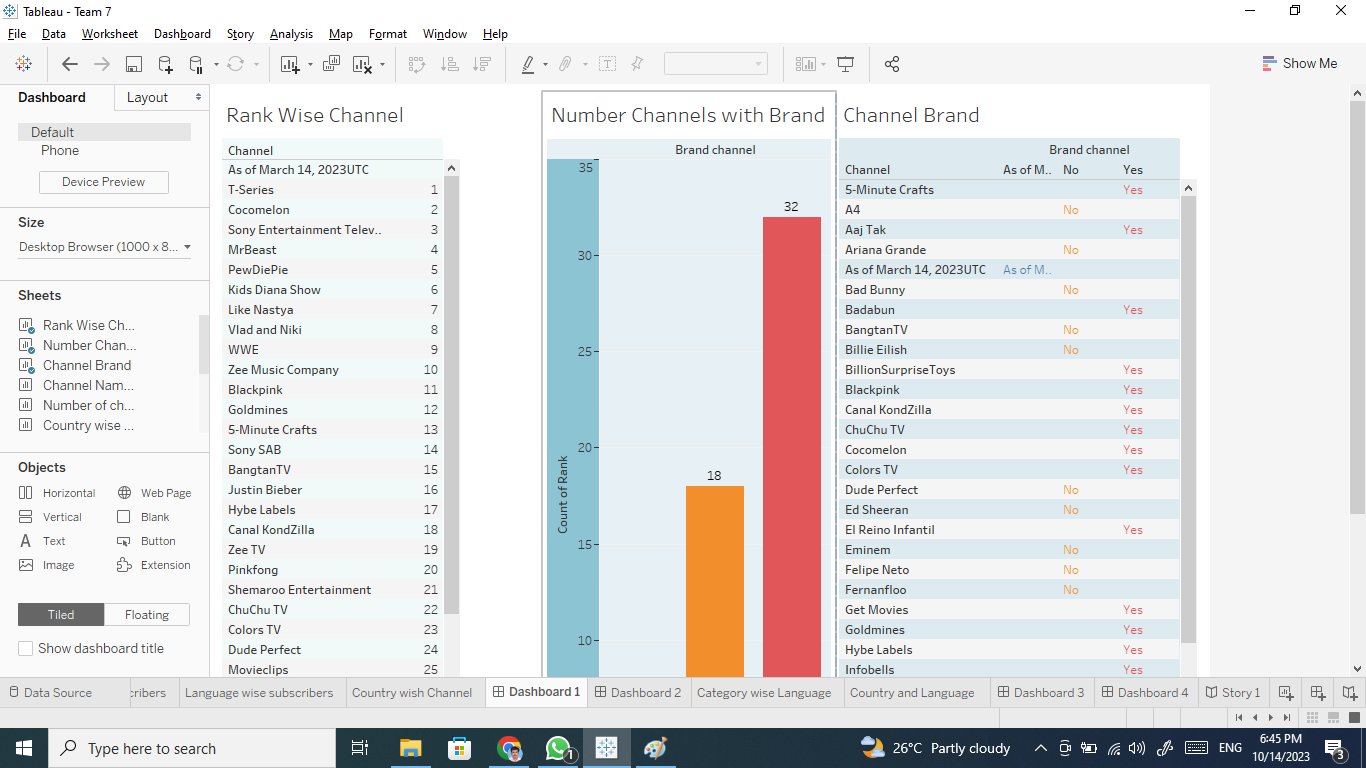 Tableau - Team 7
File Data Worksheet Dashboard Story Analysis Map Format Window Help
Show Me
Dashboard Layout
Default
Phone
Device Preview
Size
Desktop Browser (1000 x 8...
Sheets
Rank Wise Ch...
Number Chan...
Channel Brand
Channel Nam...
Number of ch...
Country wise ...
Objects
Horizontal Web Page
Vertical Blank
Text Button
Image Extension
Tiled Floating
Show dashboard title
Rank Wise Channel
Channel
As of March 14, 2023UTC
T-Series 1
Cocomelon 2
Sony Entertainment Telev.. 3
MrBeast 4
PewDiePie 5
Kids Diana Show 6
Like Nastya 7
Vlad and Niki 8
WWE 9
Zee Music Company 10
Blackpink 11
Goldmines 12
5-Minute Crafts 13
Sony SAB 14
BangtanTV 15
Justin Bieber 16
Hybe Labels 17
Canal KondZilla 18
Zee TV 19
Pinkfong 20
Shemaroo Entertainment 21
ChuChu TV 22
Colors TV 23
Dude Perfect 24
Movieclips 25
Number Channels with Brand
Brand channel
35
30
25
20
15
10
Count of Rank
32
18
Channel Brand
Brand channel
Channel As of M.. No Yes
5-Minute Crafts Yes
A4 No
Aaj Tak Yes
Ariana Grande No
As of March 14, 2023UTC As of M..
Bad Bunny No
Badabun Yes
BangtanTV No
Billie Eilish No
BillionSurpriseToys Yes
Blackpink Yes
Canal KondZilla Yes
ChuChu TV Yes
Cocomelon Yes
Colors TV Yes
Dude Perfect No
Ed Sheeran No
El Reino Infantil Yes
Eminem No
Felipe Neto No
Fernanfloo No
Get Movies Yes
Goldmines Yes
Hybe Labels Yes
Infobells Yes
Data Source cribers Language wise subscribers Country wish Channel Dashboard 1 Dashboard 2 Category wise Language Country and Language Dashboard 3 Dashboard 4 Story 1
Type here to search
1
26°C Partly cloudy
ENG
6:45 PM
10/14/2023
3